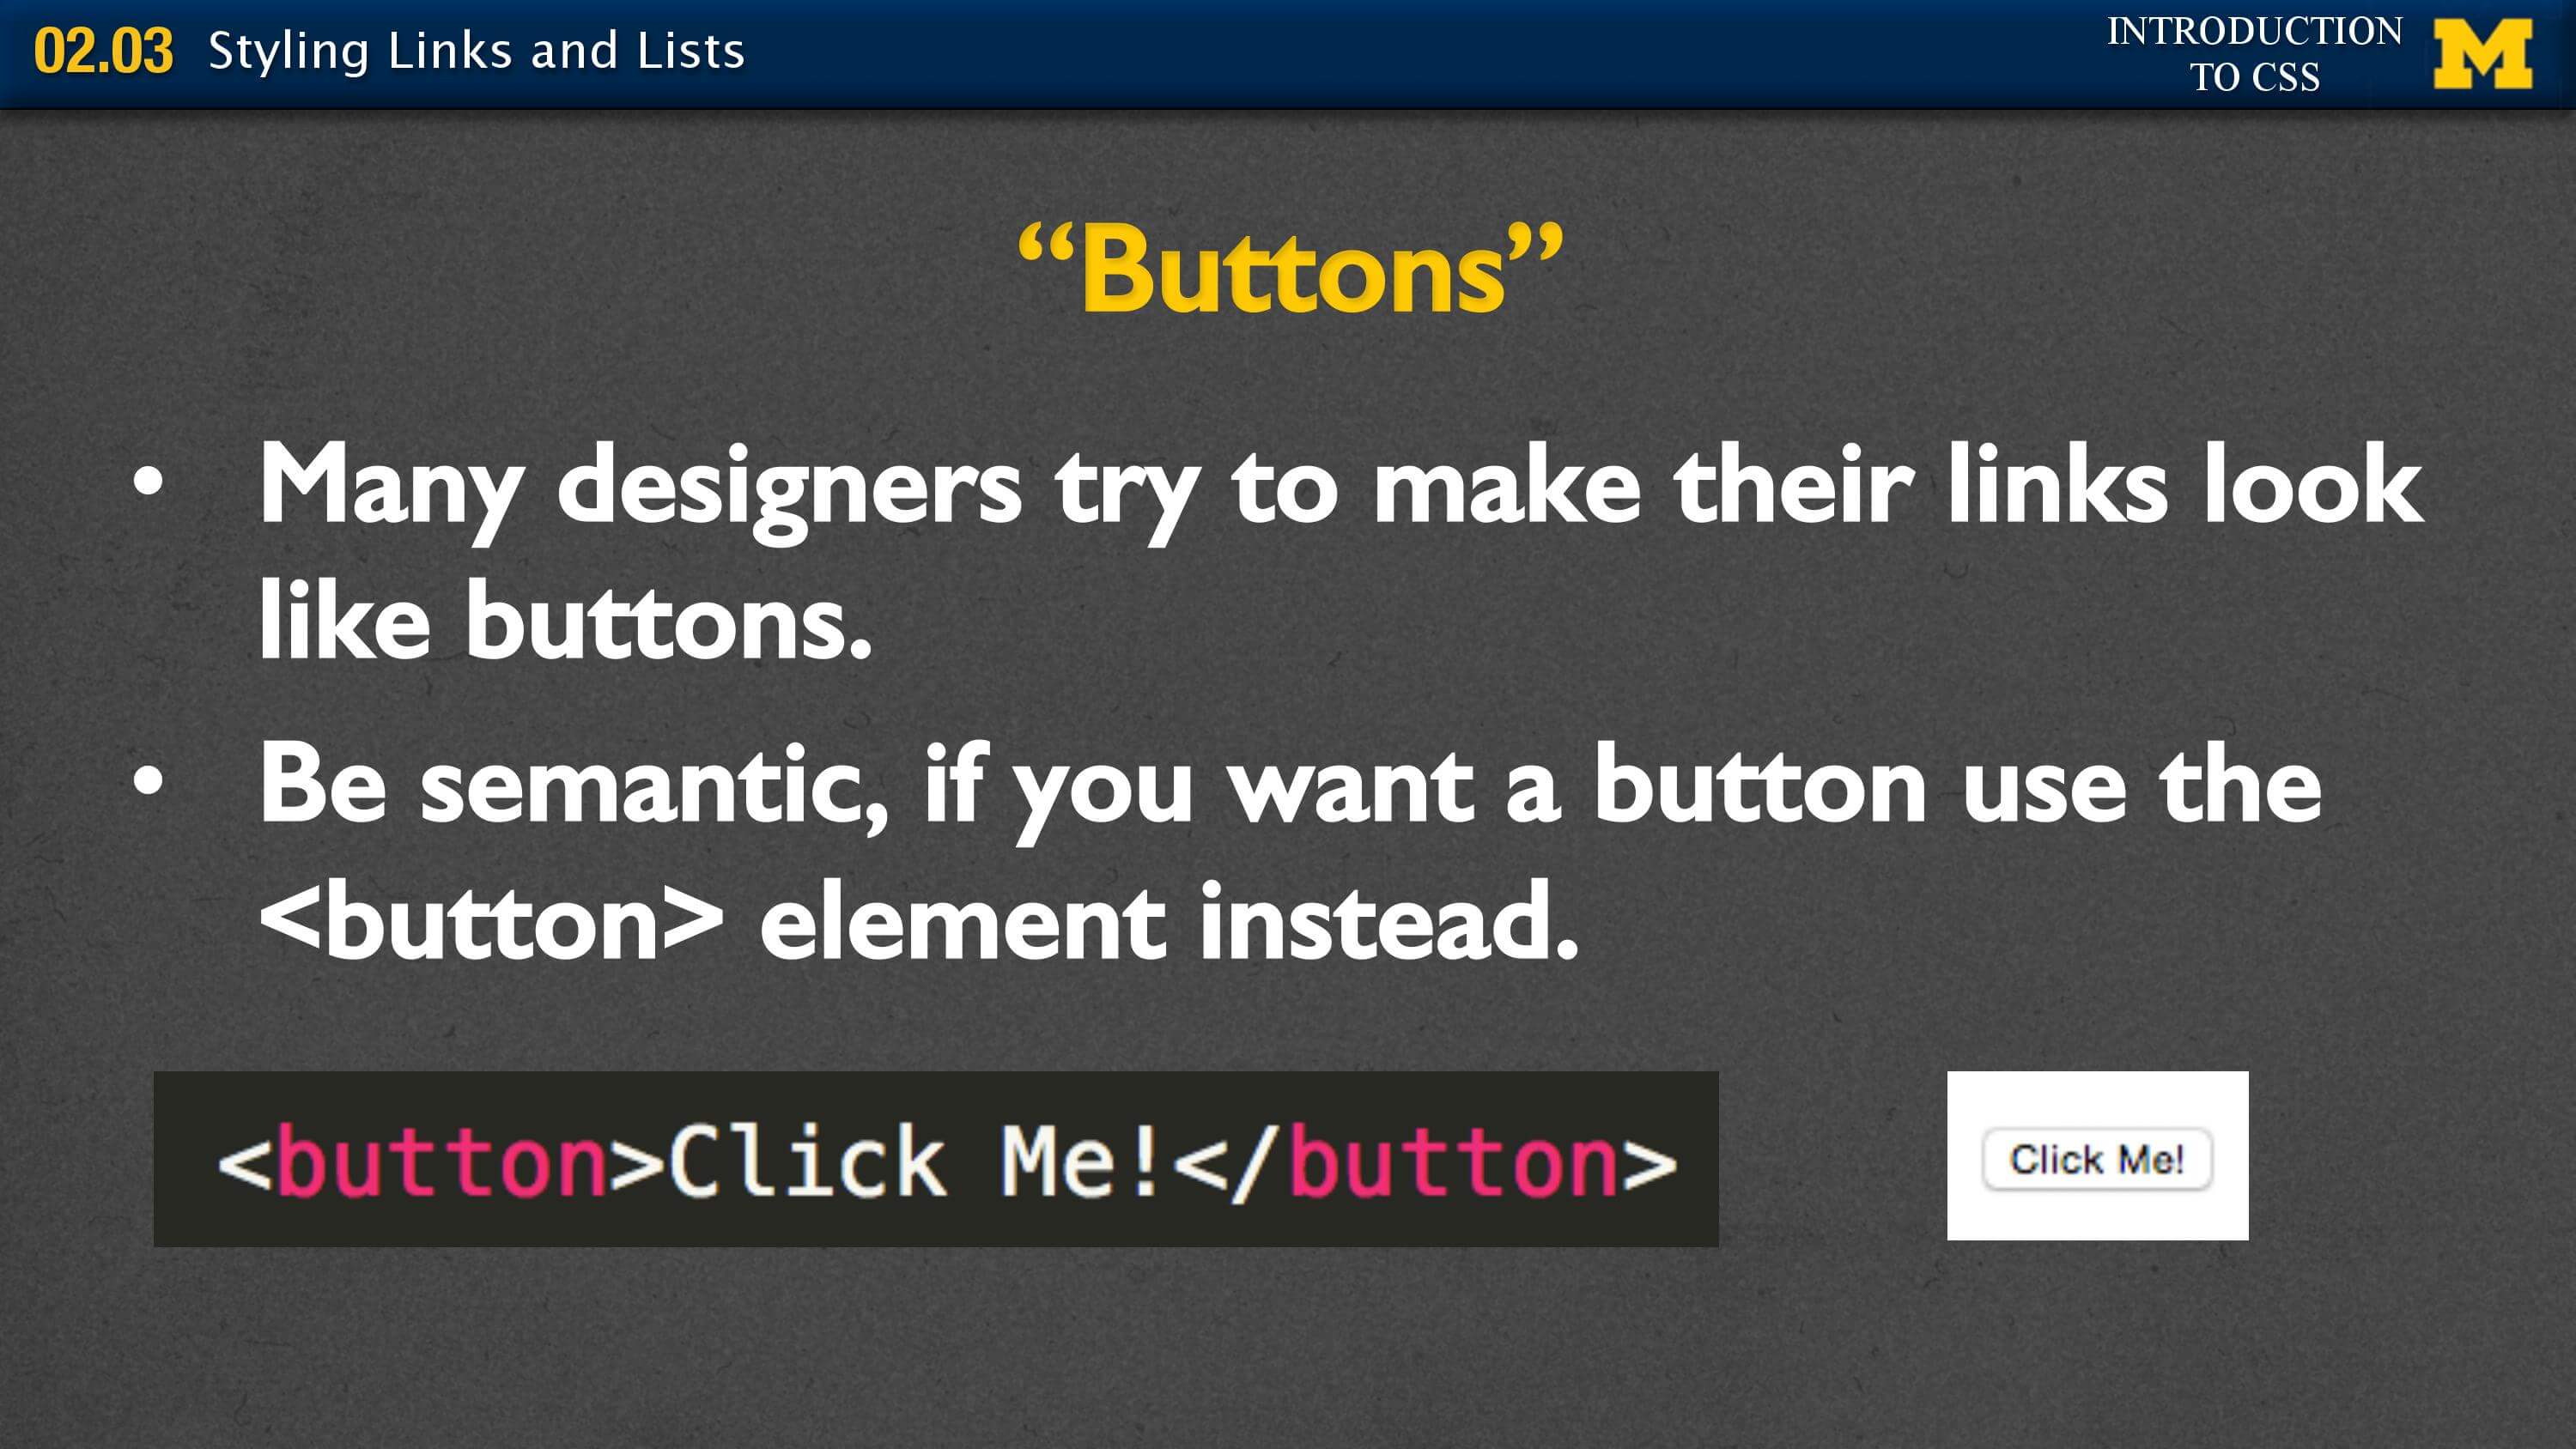 02.03 Styling Links and Lists
INTRODUCTION
TO CSS
M
“Buttons”
• Many designers try to make their links look
like buttons.
• Be semantic, if you want a button use the
<button> element instead.
<button>Click Me!</button>
Click Me!